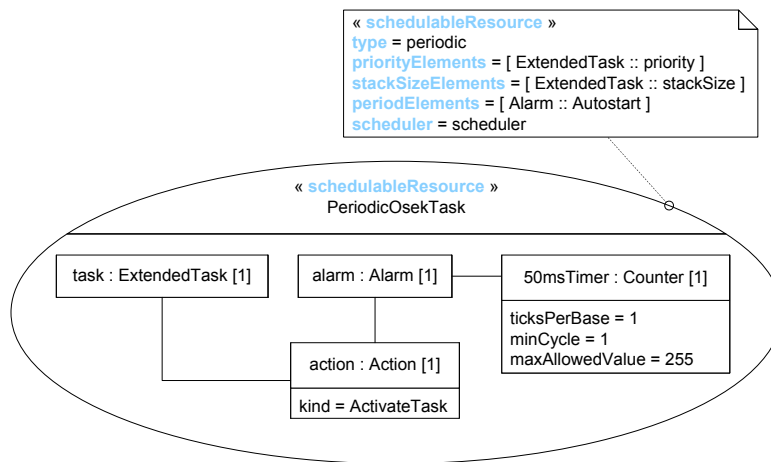 « schedulableResource »
type = periodic
priorityElements = [ ExtendedTask :: priority ]
stackSizeElements = [ ExtendedTask :: stackSize ]
periodElements = [ Alarm :: Autostart ]
scheduler = scheduler
« schedulableResource »
PeriodicOsekTask
task : ExtendedTask [1]
alarm : Alarm [1]
50msTimer : Counter [1]
ticksPerBase = 1
minCycle = 1
maxAllowedValue = 255
action : Action [1]
kind = ActivateTask